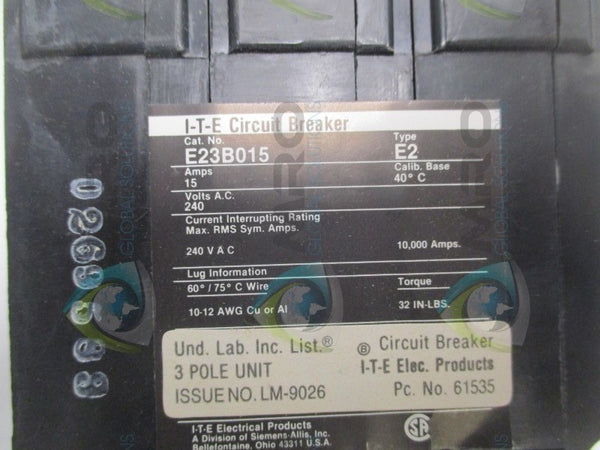 I-T-E Circuit Breaker
Cat. No. Type
E23B015 E2
Amps Calib. Base
15 40° C
Volts A.C.
240
Current Interrupting Rating
Max. RMS Sym. Amps.
240 V A C 10,000 Amps.
Lug Information
60°/75° C Wire Torque
10-12 AWG Cu or Al 32 IN-LBS.
Und. Lab. Inc. List.® ® Circuit Breaker
3 POLE UNIT I-T-E Elec. Products
ISSUE NO. LM-9026 Pc. No. 61535
I-T-E Electrical Products
A Division of Siemens-Allis, Inc.
Bellefontaine, Ohio 43311 U.S.A.